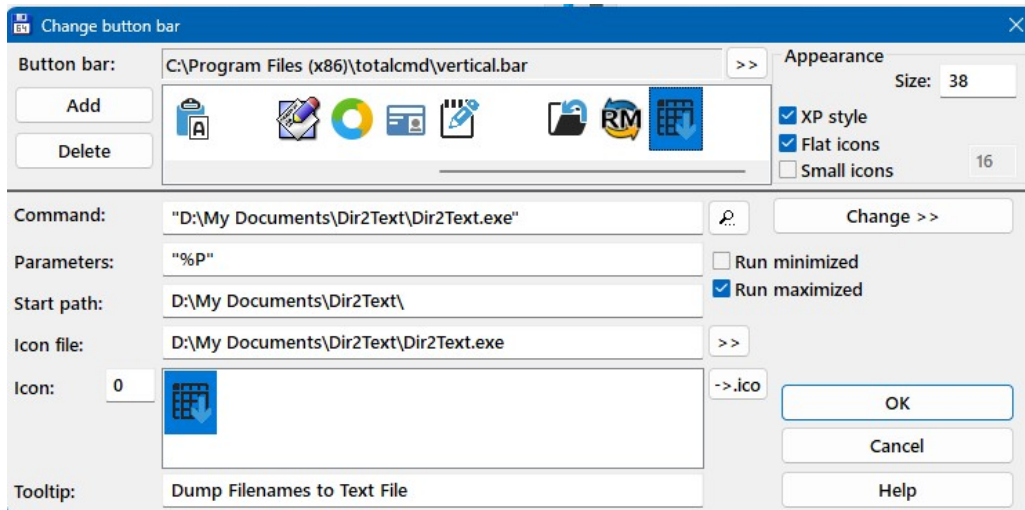 64
Change button bar
Button bar:
C:\Program Files (x86)\totalcmd\vertical.bar
>>
Appearance
Size:
38
Add
A
RM
XP style
Delete
Flat icons
Small icons
16
Command:
"D:\My Documents\Dir2Text\Dir2Text.exe"
Change >>
Parameters:
"%P"
Run minimized
Start path:
D:\My Documents\Dir2Text\
Run maximized
Icon file:
D:\My Documents\Dir2Text\Dir2Text.exe
>>
Icon:
0
->.ico
OK
Cancel
Tooltip:
Dump Filenames to Text File
Help